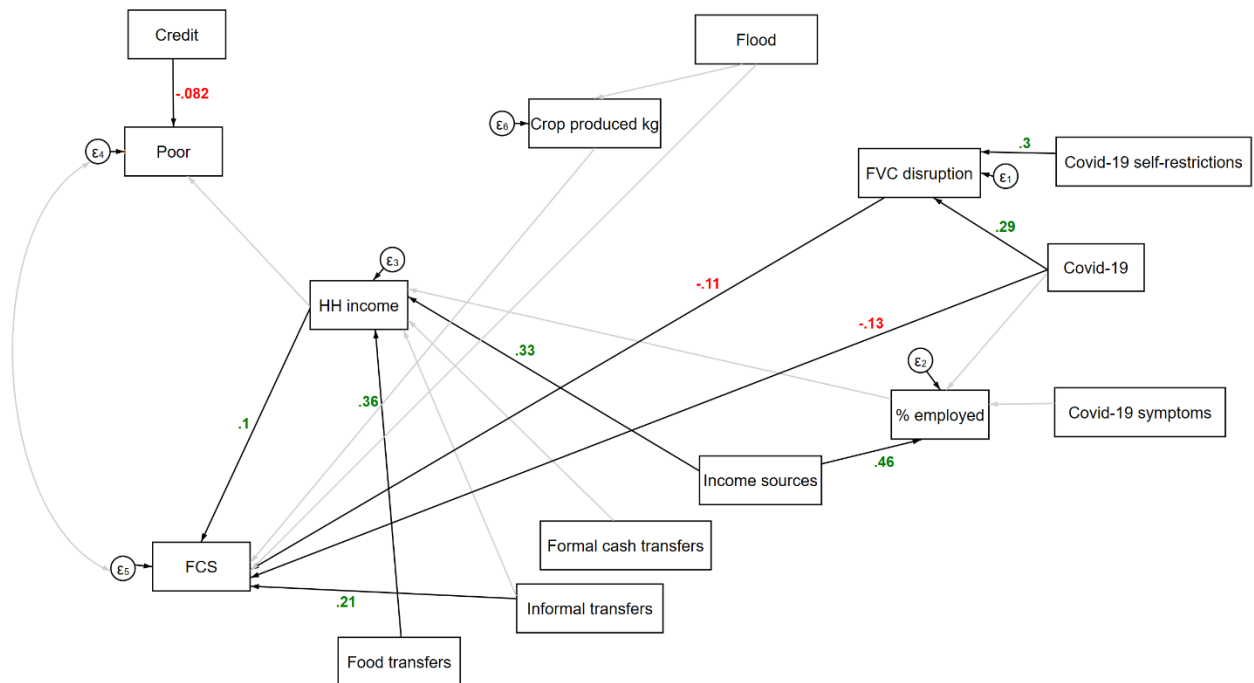 Credit
Flood
-.082
ε6
Crop produced kg
ε4
Poor
.3
Covid-19 self-restrictions
FVC disruption
ε1
.29
ε3
Covid-19
HH income
-.11
-.13
.33
ε2
.36
% employed
Covid-19 symptoms
.1
.46
Income sources
Formal cash transfers
ε5
FCS
.21
Informal transfers
Food transfers